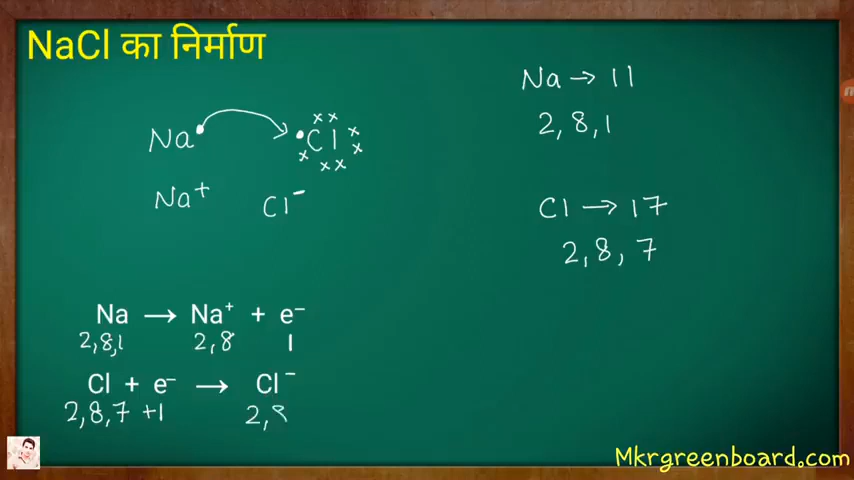 NaCl का निर्माण
Na → 11
2, 8, 1
Na Cl
Na⁺ Cl⁻
Cl → 17
2, 8, 7
Na → Na⁺ + e⁻
2,8,1 2,8 1
Cl + e⁻ → Cl⁻
2,8,7 +1 2,
Mkrgreenboard.com